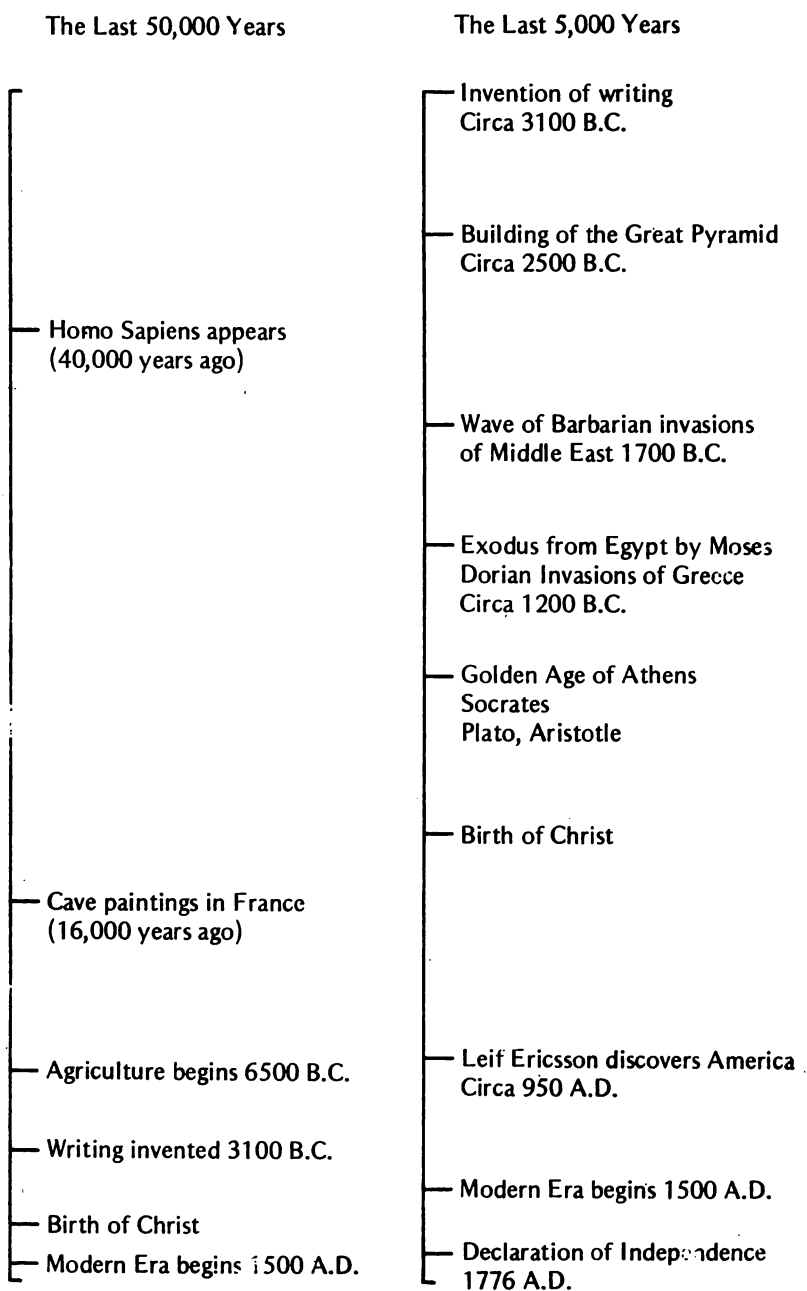 The Last 50,000 Years
Homo Sapiens appears
(40,000 years ago)
Cave paintings in France
(16,000 years ago)
Agriculture begins 6500 B.C.
Writing invented 3100 B.C.
Birth of Christ
Modern Era begins 1500 A.D.
The Last 5,000 Years
Invention of writing
Circa 3100 B.C.
Building of the Great Pyramid
Circa 2500 B.C.
Wave of Barbarian invasions
of Middle East 1700 B.C.
Exodus from Egypt by Moses
Dorian Invasions of Greece
Circa 1200 B.C.
Golden Age of Athens
Socrates
Plato, Aristotle
Birth of Christ
Leif Ericsson discovers America
Circa 950 A.D.
Modern Era begins 1500 A.D.
Declaration of Independence
1776 A.D.